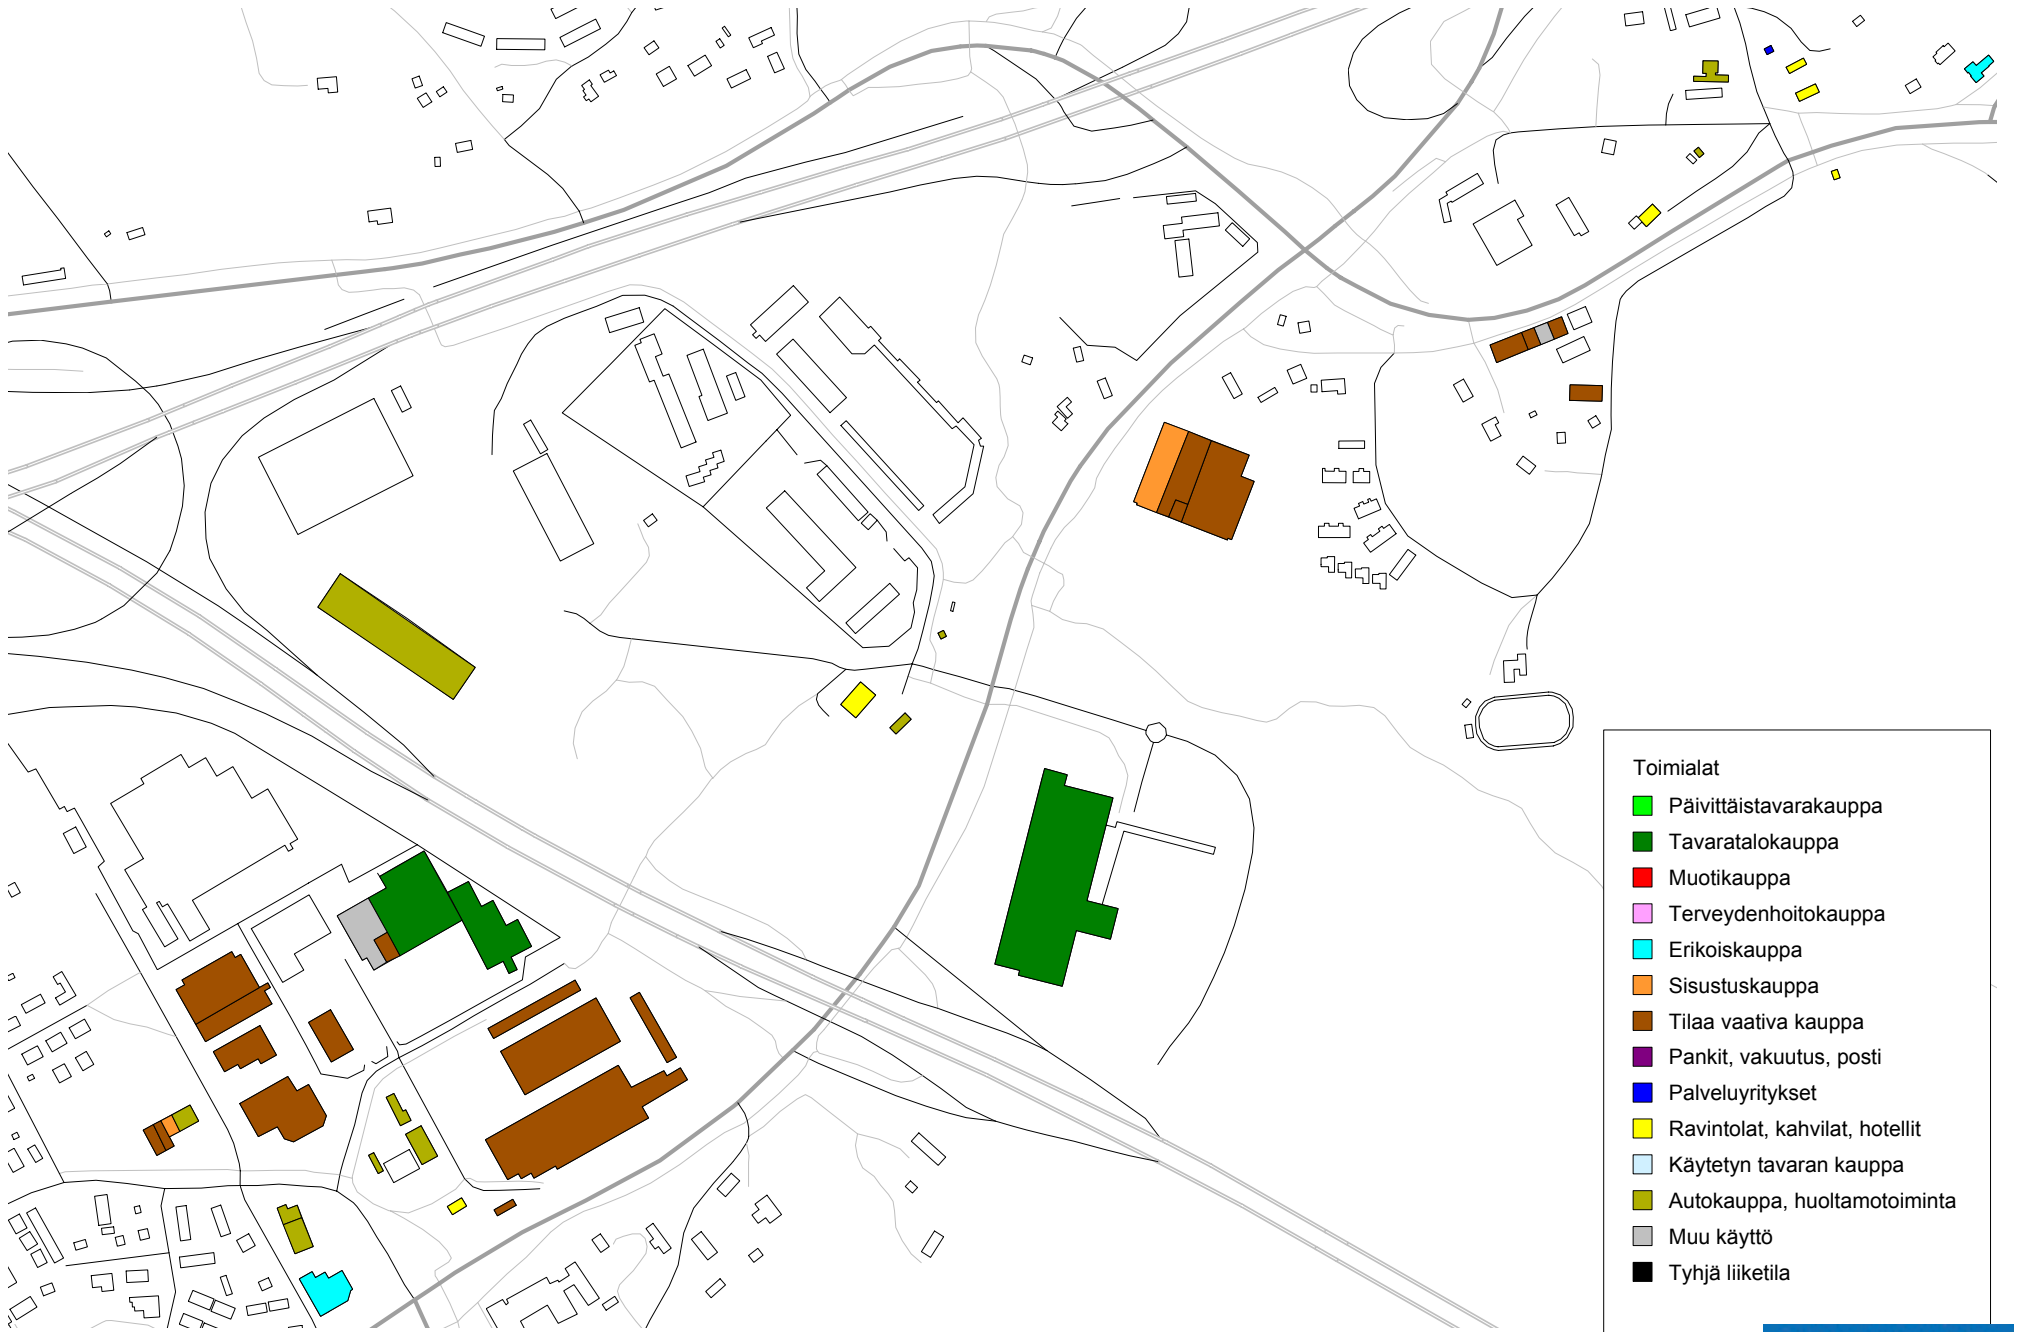 Toimialat
Päivittäistavarakauppa
Tavaratalokauppa
Muotikauppa
Terveydenhoitokauppa
Erikoiskauppa
Sisustuskauppa
Tilaa vaativa kauppa
Pankit, vakuutus, posti
Palveluyritykset
Ravintolat, kahvilat, hotellit
Käytetyn tavaran kauppa
Autokauppa, huoltamotoiminta
Muu käyttö
Tyhjä liiketila